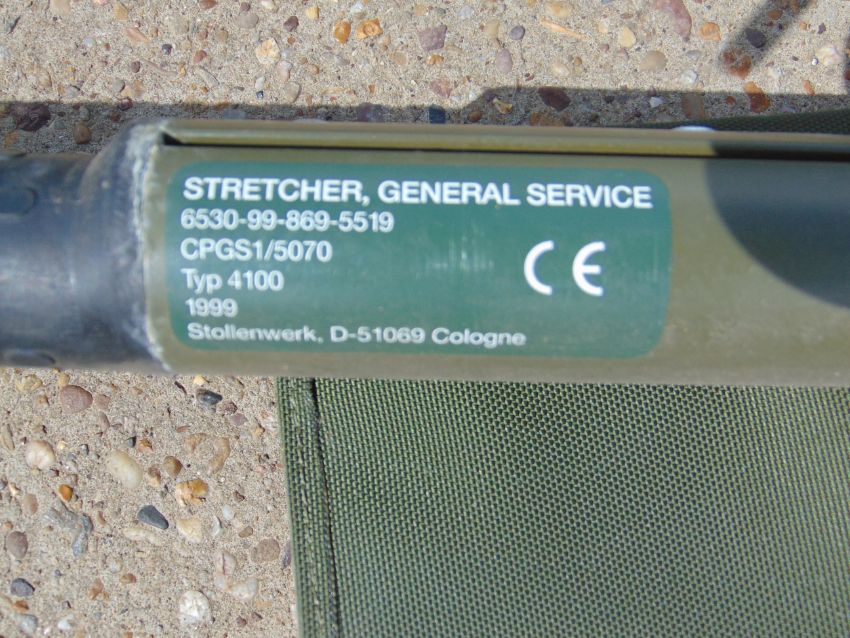 STRETCHER, GENERAL SERVICE
6530-99-869-5519
CPGS1/5070
Typ 4100
1999
Stollenwerk, D-51069 Cologne
CE